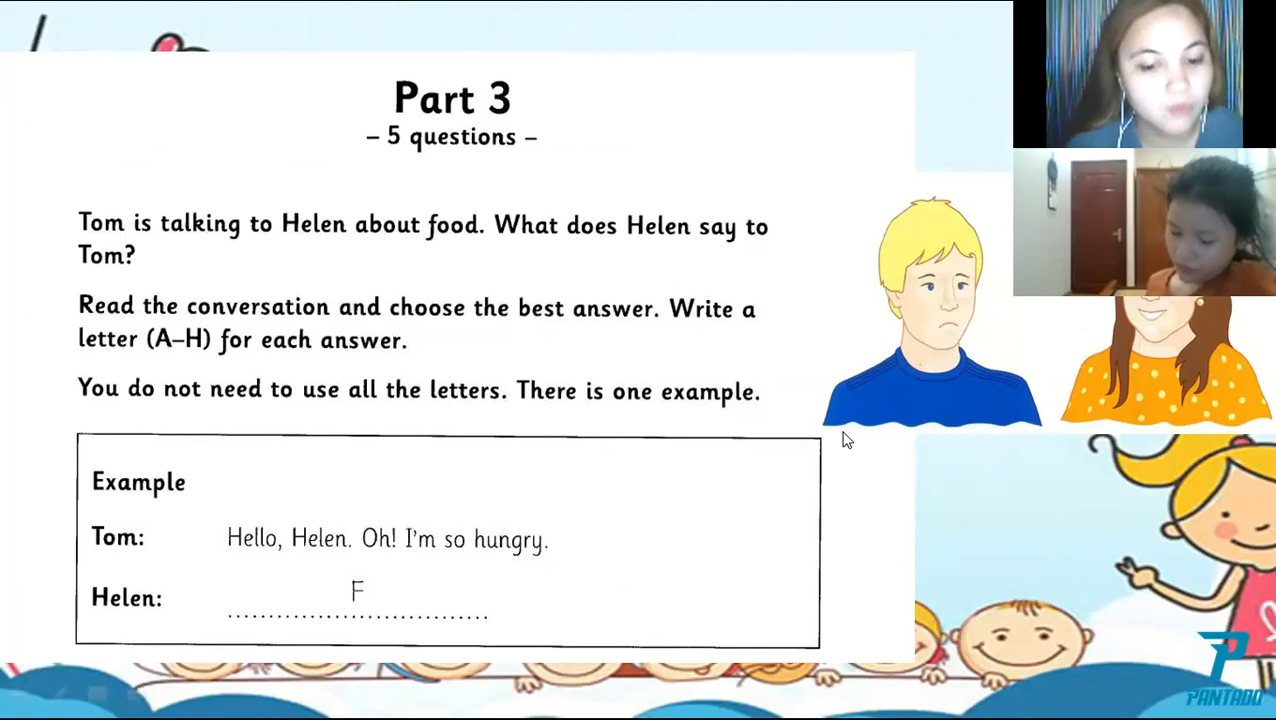 Part 3
– 5 questions –
Tom is talking to Helen about food. What does Helen say to
Tom?
Read the conversation and choose the best answer. Write a
letter (A–H) for each answer.
You do not need to use all the letters. There is one example.
Example
Tom: Hello, Helen. Oh! I'm so hungry.
Helen: F
PANTADO